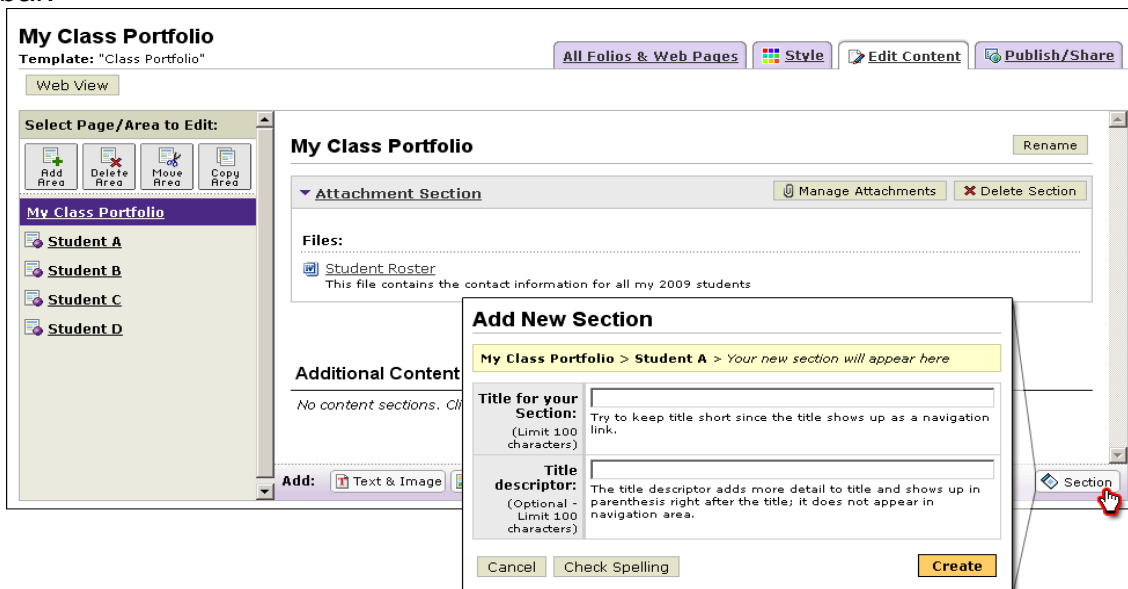 My Class Portfolio
Template: "Class Portfolio"
All Folios & Web Pages
Style
Edit Content
Publish/Share
Web View
Select Page/Area to Edit:
Add Area
Delete Area
Move Area
Copy Area
My Class Portfolio
Student A
Student B
Student C
Student D
My Class Portfolio
Rename
Attachment Section
Manage Attachments
Delete Section
Files:
Student Roster
This file contains the contact information for all my 2009 students
Additional Content
No content sections.
Add:
Text & Image
Section
Add New Section
My Class Portfolio > Student A > Your new section will appear here
Title for your
Section:
(Limit 100
characters)
Try to keep title short since the title shows up as a navigation
link.
Title
descriptor:
(Optional -
Limit 100
characters)
The title descriptor adds more detail to title and shows up in
parenthesis right after the title; it does not appear in
navigation area.
Cancel
Check Spelling
Create